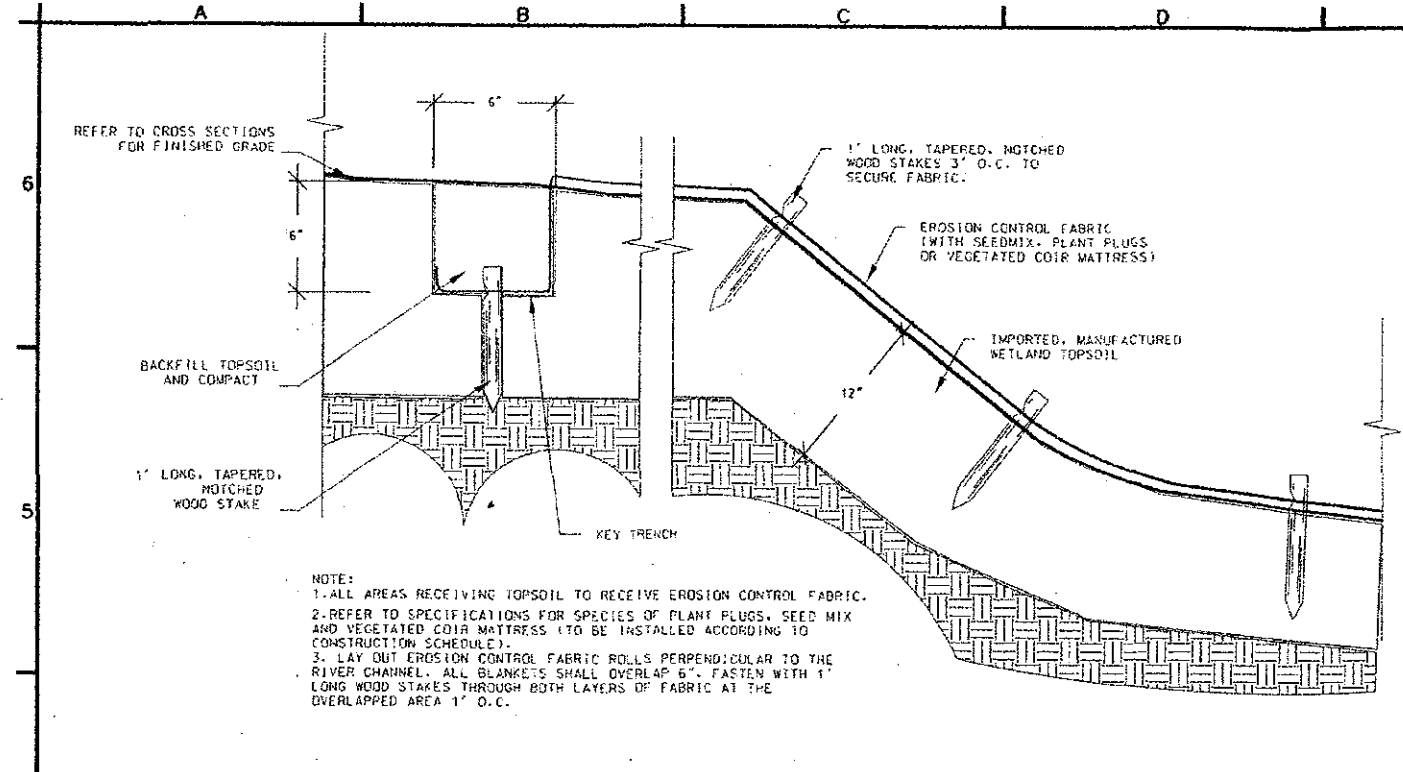 A B C D
6"
REFER TO CROSS SECTIONS
FOR FINISHED GRADE
1' LONG, TAPERED, NOTCHED
WOOD STAKES 3' O.C. TO
SECURE FABRIC.
6
6"
EROSION CONTROL FABRIC
(WITH SEEDMIX, PLANT PLUGS
OR VEGETATED COIR MATTRESS)
IMPORTED, MANUFACTURED
WETLAND TOPSOIL
BACKFILL TOPSOIL
AND COMPACT
12"
1' LONG, TAPERED,
NOTCHED
WOOD STAKE
5
KEY TRENCH
NOTE:
1.ALL AREAS RECEIVING TOPSOIL TO RECEIVE EROSION CONTROL FABRIC.
2.REFER TO SPECIFICATIONS FOR SPECIES OF PLANT PLUGS, SEED MIX
AND VEGETATED COIR MATTRESS (TO BE INSTALLED ACCORDING TO
CONSTRUCTION SCHEDULE).
3. LAY OUT EROSION CONTROL FABRIC ROLLS PERPENDICULAR TO THE
RIVER CHANNEL. ALL BLANKETS SHALL OVERLAP 6". FASTEN WITH 1'
LONG WOOD STAKES THROUGH BOTH LAYERS OF FABRIC AT THE
OVERLAPPED AREA 1' O.C.